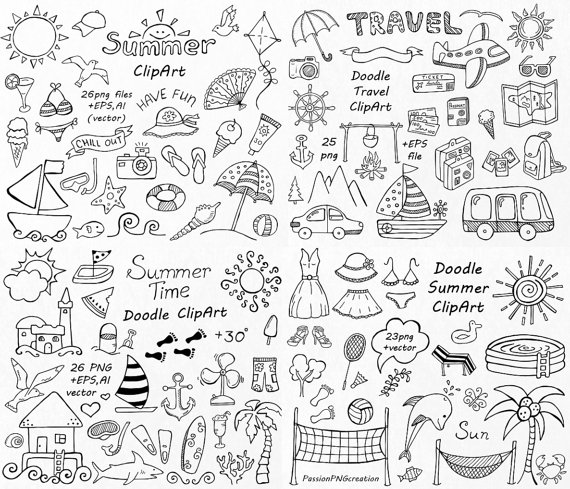 Summer
ClipArt
26png files
+EPS,AI
(vector)
HAVE FUN
CHILL OUT
TRAVEL
Doodle
Travel
ClipArt
TICKET
25
png
+EPS
file
Summer
Time
Doodle ClipArt
+30°
26 PNG
+EPS,AI
vector
Doodle
Summer
ClipArt
23png
+vector
Sun
PassionPNGcreation